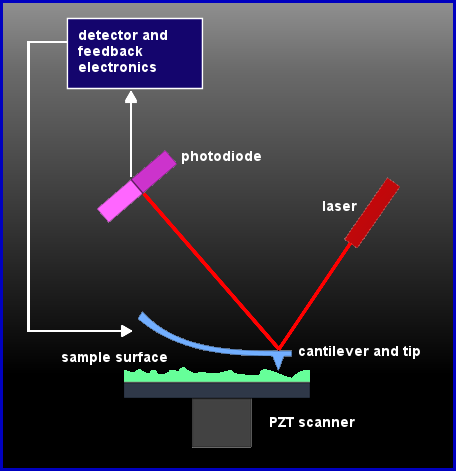 detector and
feedback
electronics
photodiode
laser
cantilever and tip
sample surface
PZT scanner